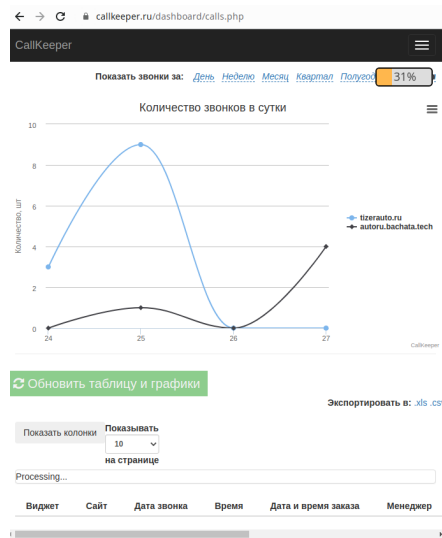 callkeeper.ru/dashboard/calls.php
CallKeeper
Показать звонки за: День Неделю Месяц Квартал Полугод
31%
Количество звонков в сутки
Количество, шт
10
8
6
4
2
0
24 25 26 27
tizerauto.ru
autoru.bachata.tech
CallKeeper
Обновить таблицу и графики
Экспортировать в: .xls .cs
Показать колонки
Показывать
10
на странице
Processing...
Виджет Сайт Дата звонка Время Дата и время заказа Менеджер